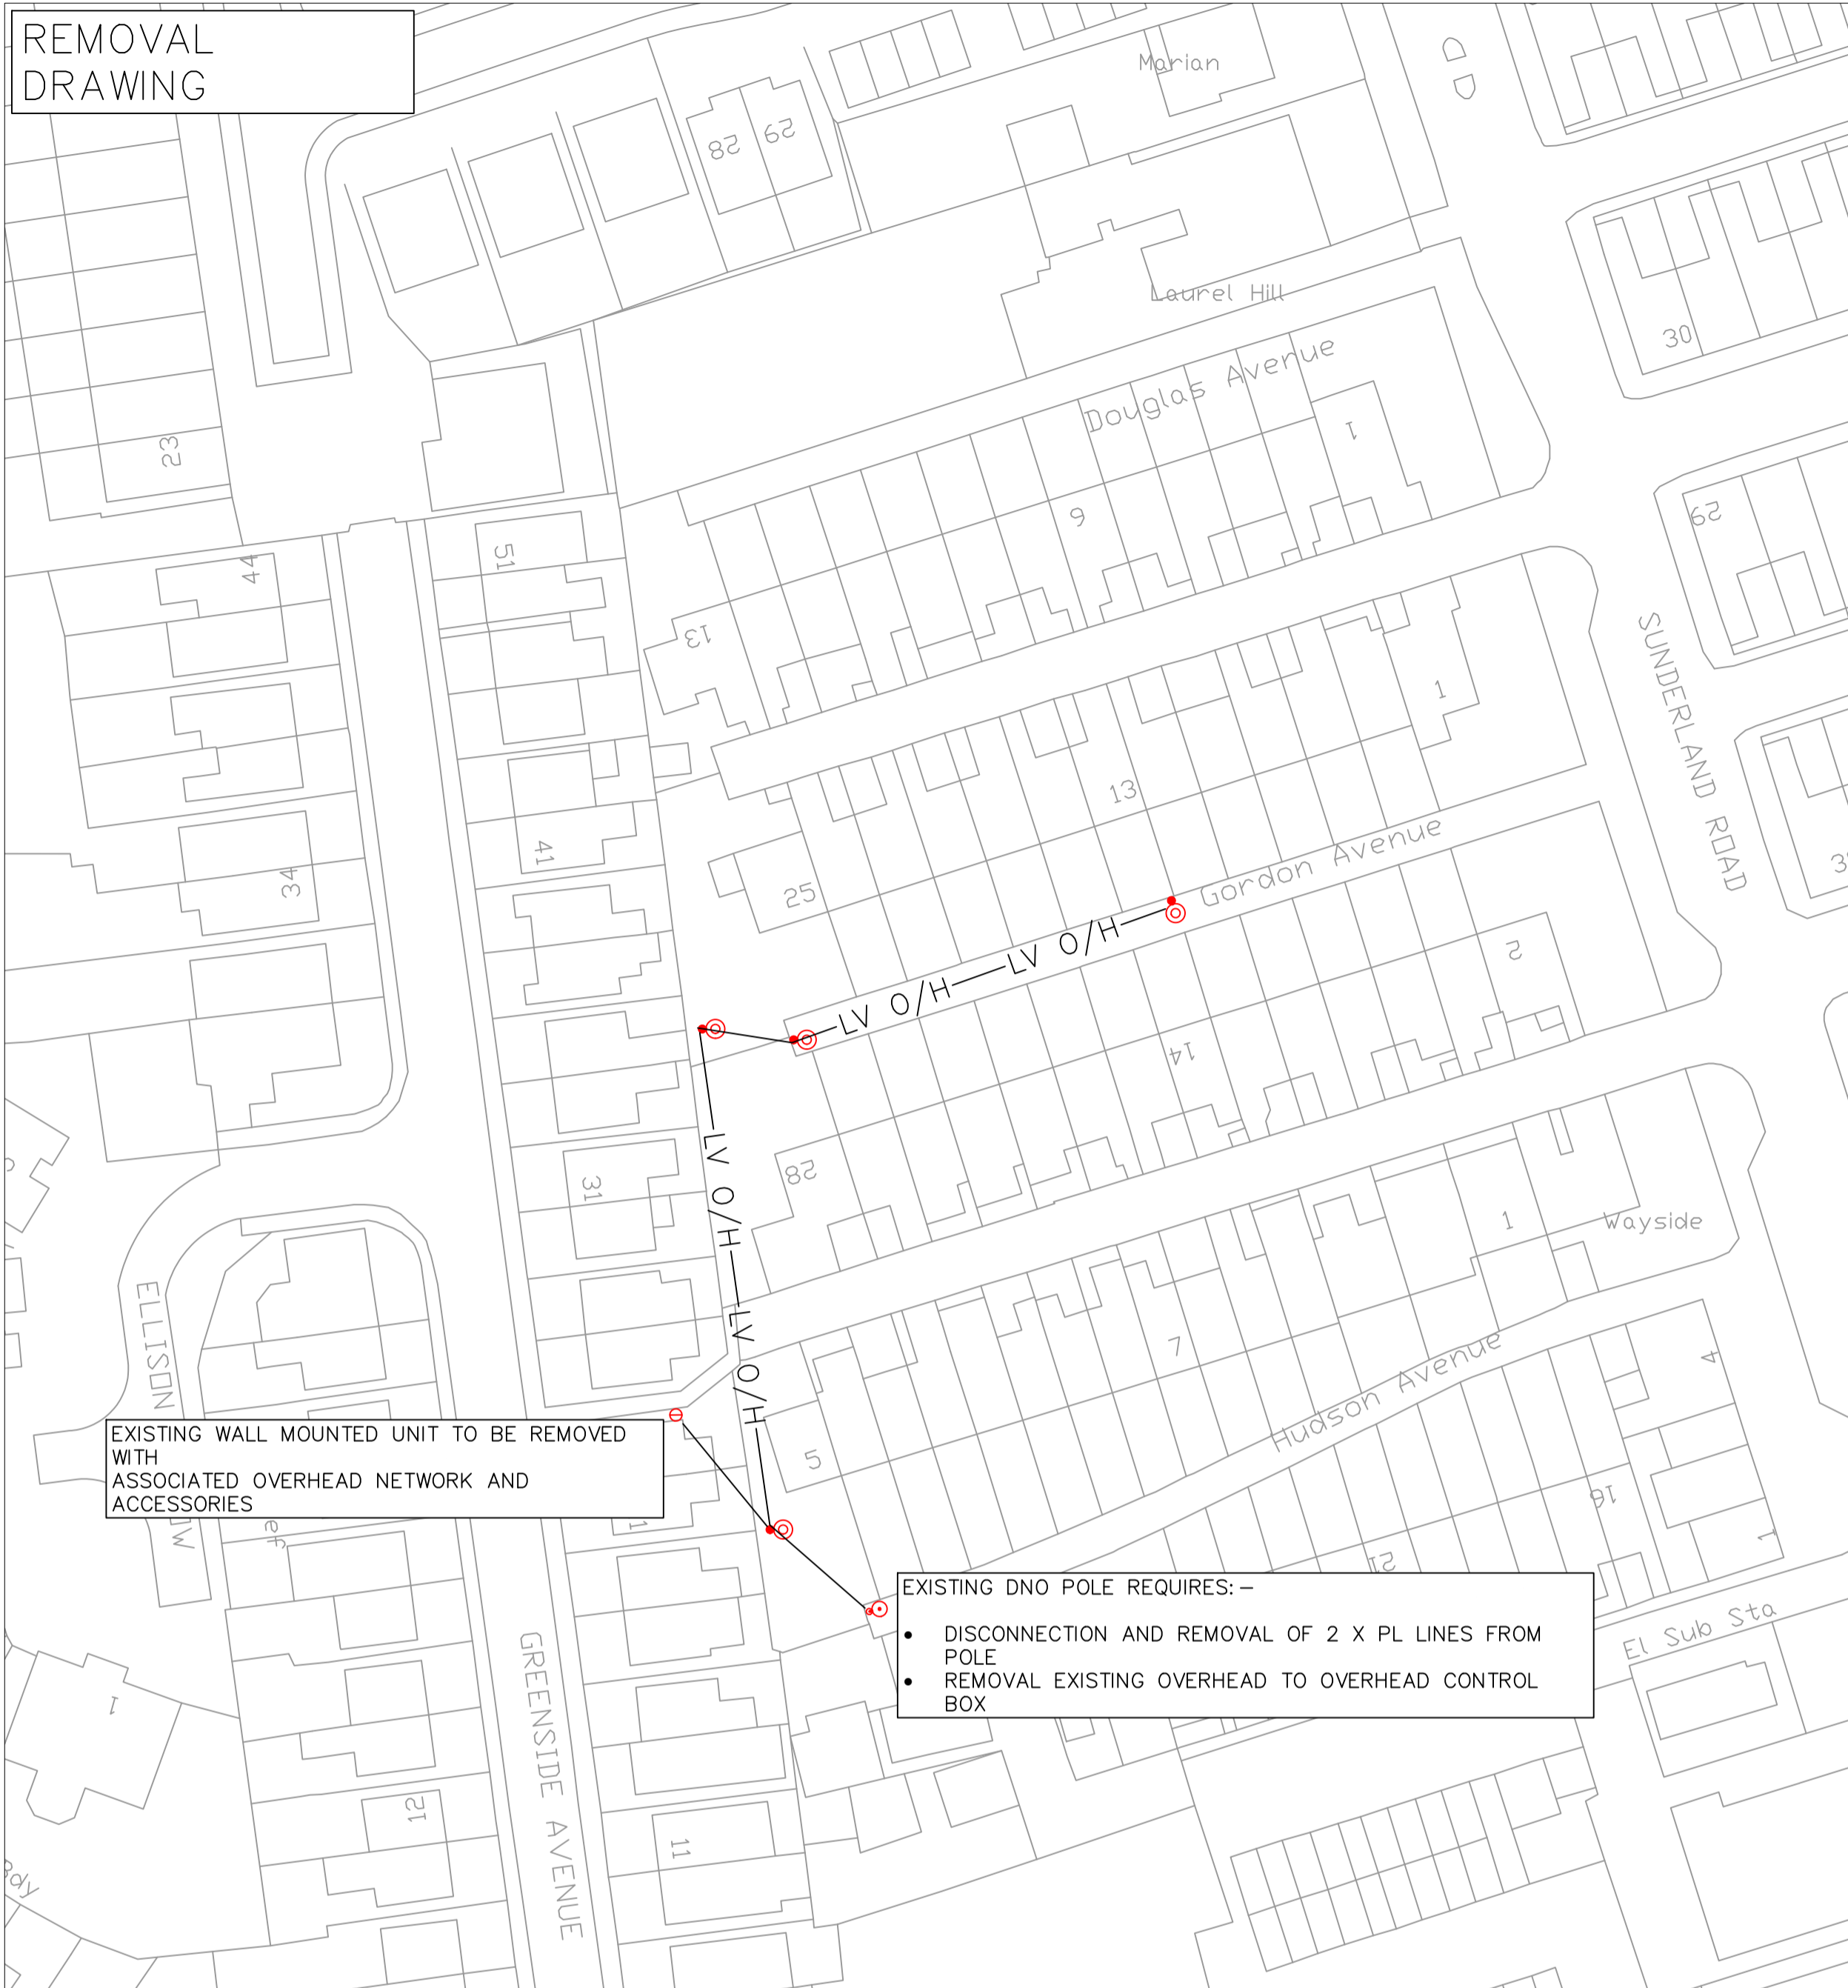 REMOVAL
DRAWING
Marian
28
29
Laurel Hill
30
Douglas Avenue
23
1
9
29
51
44
13
SUNDERLAND ROAD
1
13
41
34
25
Gordon Avenue
LV O/H
LV O/H
2
14
28
31
LV O/H
LV O/H
1
Wayside
7
4
Hudson Avenue
5
16
21
1
ELLISON
EXISTING WALL MOUNTED UNIT TO BE REMOVED
WITH
ASSOCIATED OVERHEAD NETWORK AND
ACCESSORIES
EXISTING DNO POLE REQUIRES:–
• DISCONNECTION AND REMOVAL OF 2 X PL LINES FROM
POLE
• REMOVAL EXISTING OVERHEAD TO OVERHEAD CONTROL
BOX
El Sub Sta
GREENSIDE AVENUE
1
12
11